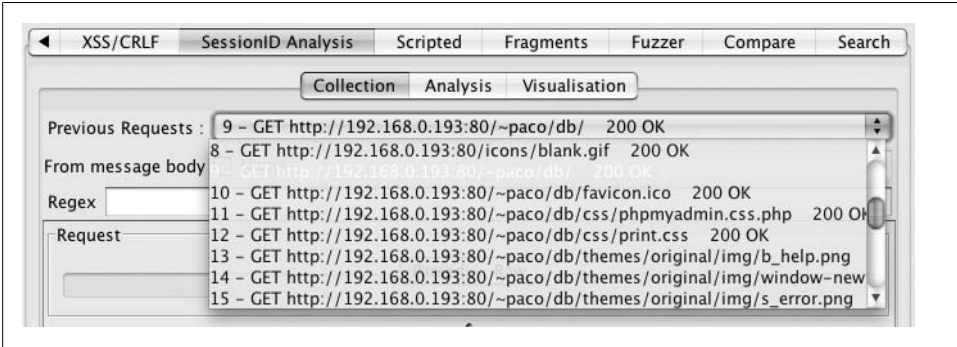 XSS/CRLF SessionID Analysis Scripted Fragments Fuzzer Compare Search
Collection Analysis Visualisation
Previous Requests : 9 – GET http://192.168.0.193:80/~paco/db/ 200 OK
8 – GET http://192.168.0.193:80/icons/blank.gif 200 OK
From message body 9 – GET http://192.168.0.193:80/~paco/db/ 200 OK
10 – GET http://192.168.0.193:80/~paco/db/favicon.ico 200 OK
Regex 11 – GET http://192.168.0.193:80/~paco/db/css/phpmyadmin.css.php 200 OK
Request 12 – GET http://192.168.0.193:80/~paco/db/css/print.css 200 OK
13 – GET http://192.168.0.193:80/~paco/db/themes/original/img/b_help.png
14 – GET http://192.168.0.193:80/~paco/db/themes/original/img/window-new
15 – GET http://192.168.0.193:80/~paco/db/themes/original/img/s_error.png